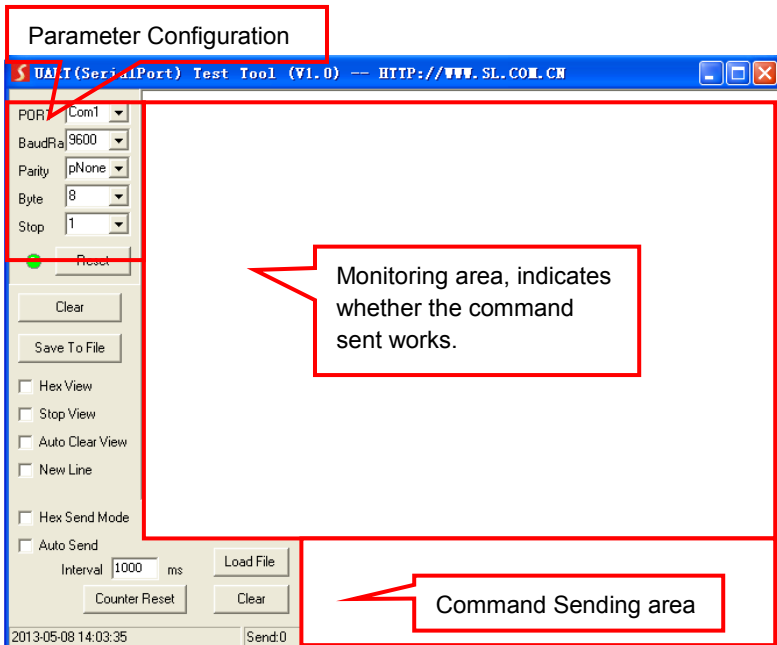 Parameter Configuration
UART(SerialPort) Test Tool (V1.0) -- HTTP://WWW.SL.COM.CN
PORT Com1
BaudRa 9600
Parity pNone
Byte 8
Stop 1
Reset
Clear
Save To File
Monitoring area, indicates
whether the command
sent works.
Hex View
Stop View
Auto Clear View
New Line
Hex Send Mode
Auto Send
Interval 1000 ms
Load File
Counter Reset
Clear
Command Sending area
2013-05-08 14:03:35
Send:0